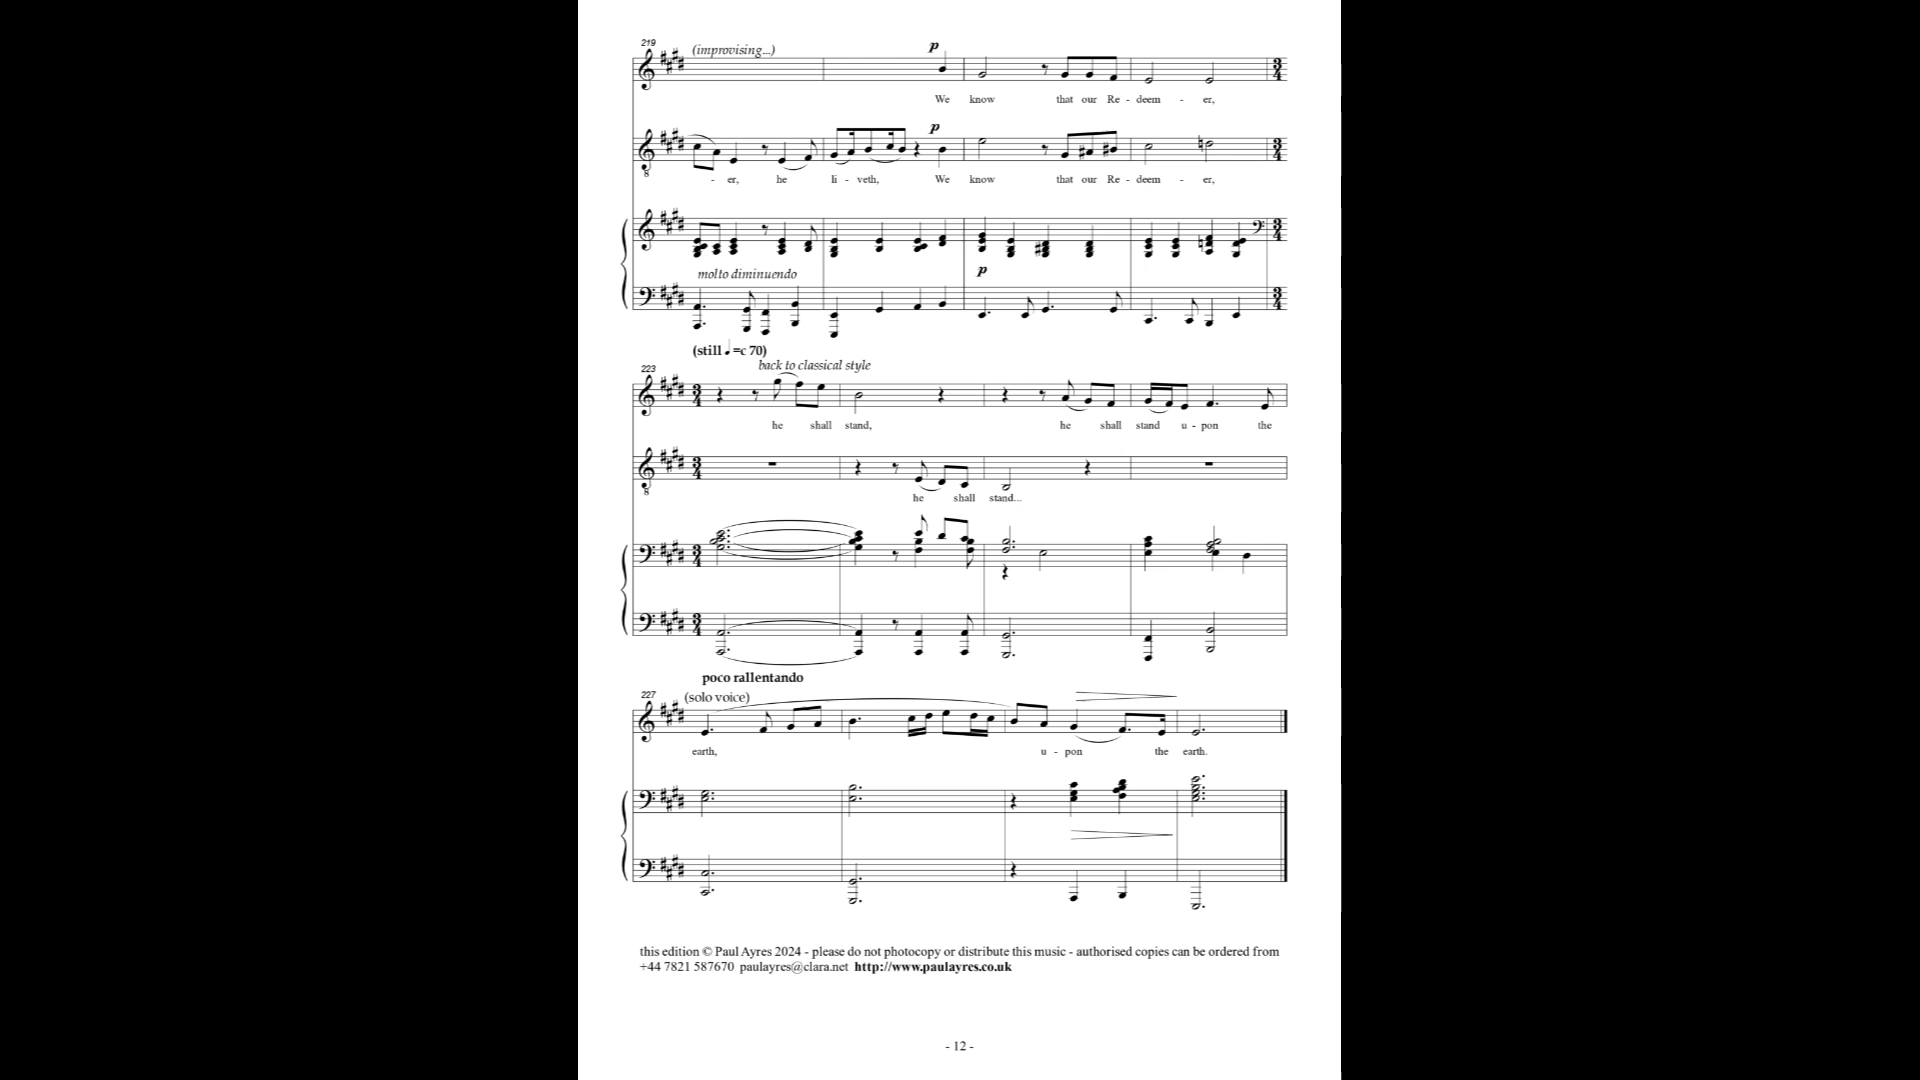 219
(improvising...)
p
We know that our Re - deem - er,
p
- er, he li - veth, We know that our Re - deem - er,
molto diminuendo
p
(still ♩=c 70)
back to classical style
223
he shall stand, he shall stand u - pon the
he shall stand...
poco rallentando
227
(solo voice)
earth, u - pon the earth.
this edition © Paul Ayres 2024 - please do not photocopy or distribute this music - authorised copies can be ordered from
+44 7821 587670 paulayres@clara.net http://www.paulayres.co.uk
- 12 -